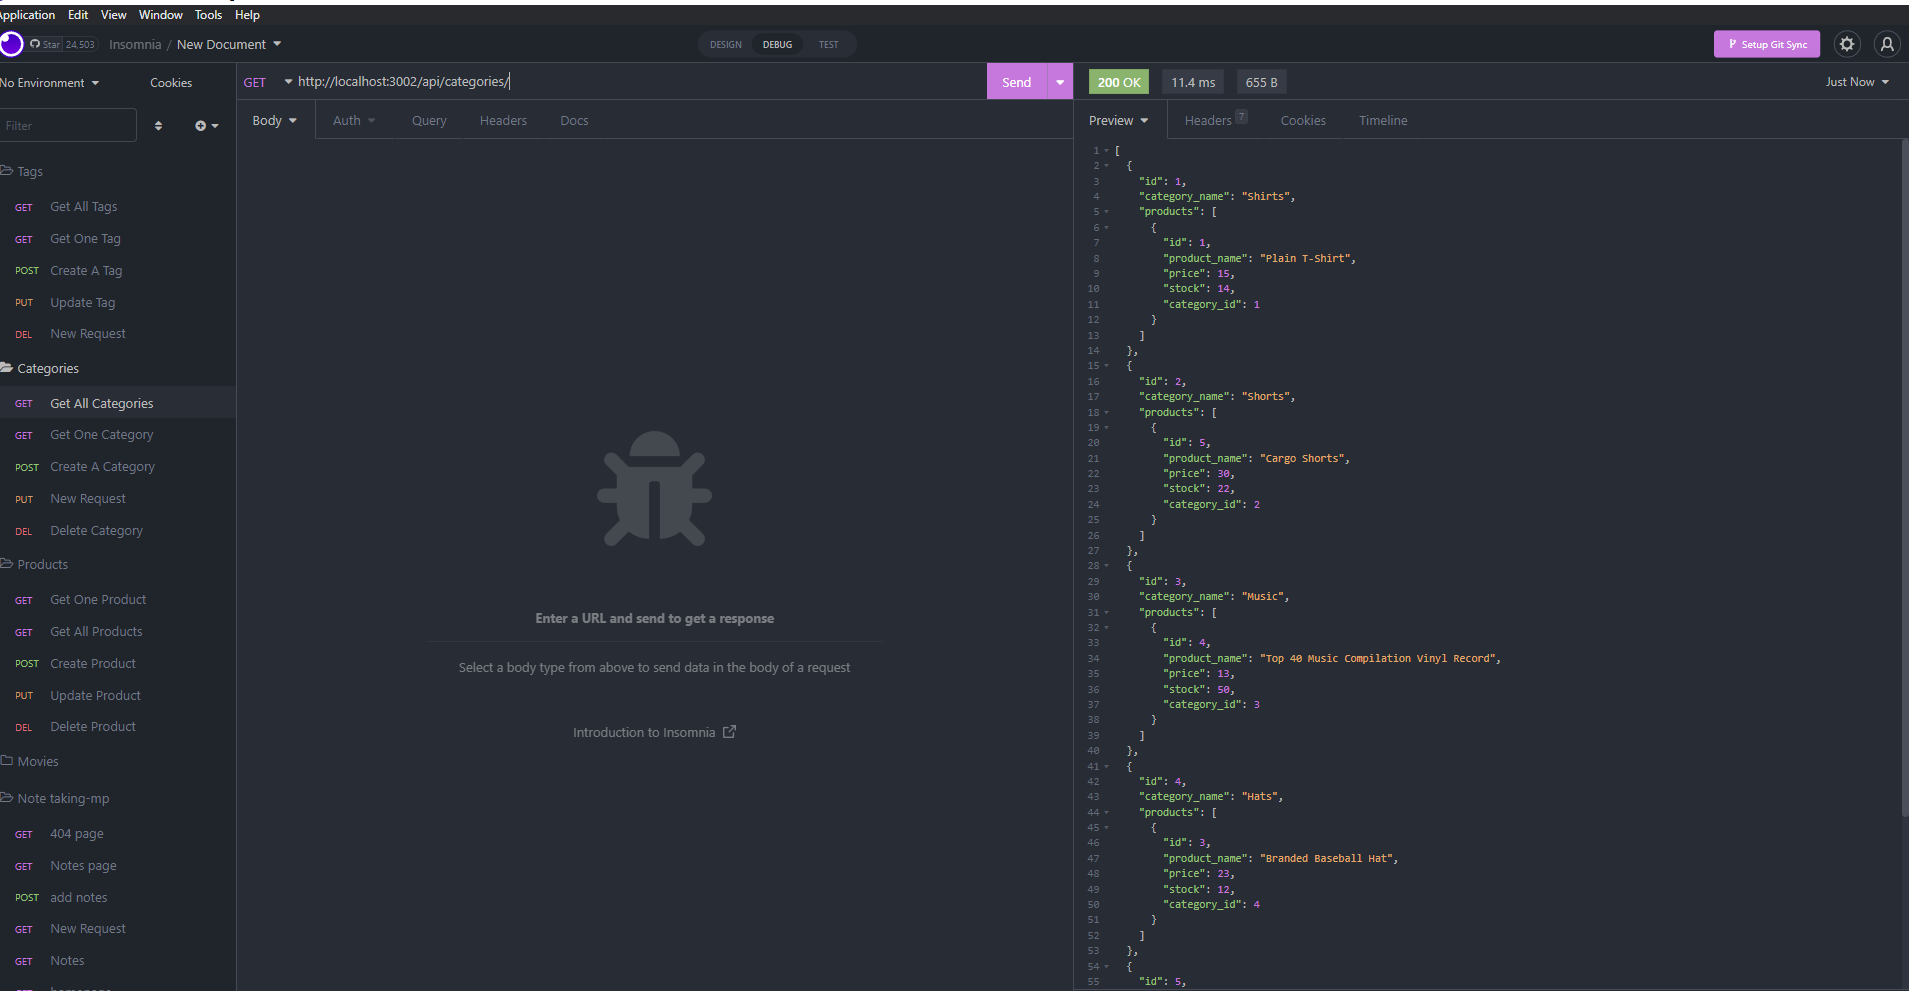 Application Edit View Window Tools Help
Star 24,503 Insomnia / New Document
DESIGN DEBUG TEST
Setup Git Sync
No Environment
Cookies
Filter
Tags
GET Get All Tags
GET Get One Tag
POST Create A Tag
PUT Update Tag
DEL New Request
Categories
GET Get All Categories
GET Get One Category
POST Create A Category
PUT New Request
DEL Delete Category
Products
GET Get One Product
GET Get All Products
POST Create Product
PUT Update Product
DEL Delete Product
Movies
Note taking-mp
GET 404 page
GET Notes page
POST add notes
GET New Request
GET Notes
GET http://localhost:3002/api/categories/
Send
Body Auth Query Headers Docs
Enter a URL and send to get a response
Select a body type from above to send data in the body of a request
Introduction to Insomnia
200 OK 11.4 ms 655 B
Just Now
Preview Headers 7 Cookies Timeline
1 [
2 {
3 "id": 1,
4 "category_name": "Shirts",
5 "products": [
6 {
7 "id": 1,
8 "product_name": "Plain T-Shirt",
9 "price": 15,
10 "stock": 14,
11 "category_id": 1
12 }
13 ]
14 },
15 {
16 "id": 2,
17 "category_name": "Shorts",
18 "products": [
19 {
20 "id": 5,
21 "product_name": "Cargo Shorts",
22 "price": 30,
23 "stock": 22,
24 "category_id": 2
25 }
26 ]
27 },
28 {
29 "id": 3,
30 "category_name": "Music",
31 "products": [
32 {
33 "id": 4,
34 "product_name": "Top 40 Music Compilation Vinyl Record",
35 "price": 13,
36 "stock": 50,
37 "category_id": 3
38 }
39 ]
40 },
41 {
42 "id": 4,
43 "category_name": "Hats",
44 "products": [
45 {
46 "id": 3,
47 "product_name": "Branded Baseball Hat",
48 "price": 23,
49 "stock": 12,
50 "category_id": 4
51 }
52 ]
53 },
54 {
55 "id": 5,